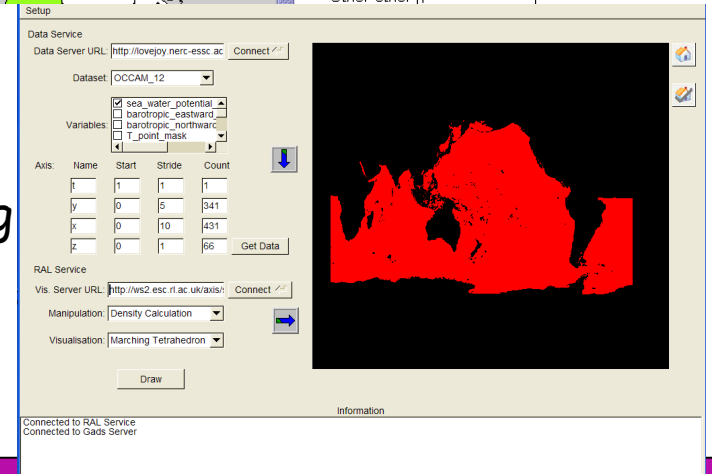 Setup
Data Service
Data Server URL: http://lovejoy.nerc-essc.ac Connect
Dataset: OCCAM_12
Variables:
sea_water_potential
barotropic_eastward_
barotropic_northward
T_point_mask
Axis: Name Start Stride Count
t 1 1 1
y 0 5 341
x 0 10 431
z 0 1 66 Get Data
RAL Service
Vis. Server URL: http://ws2.esc.rl.ac.uk/axis/ Connect
Manipulation: Density Calculation
Visualisation: Marching Tetrahedron
Draw
Information
Connected to RAL Service
Connected to Gads Server
g